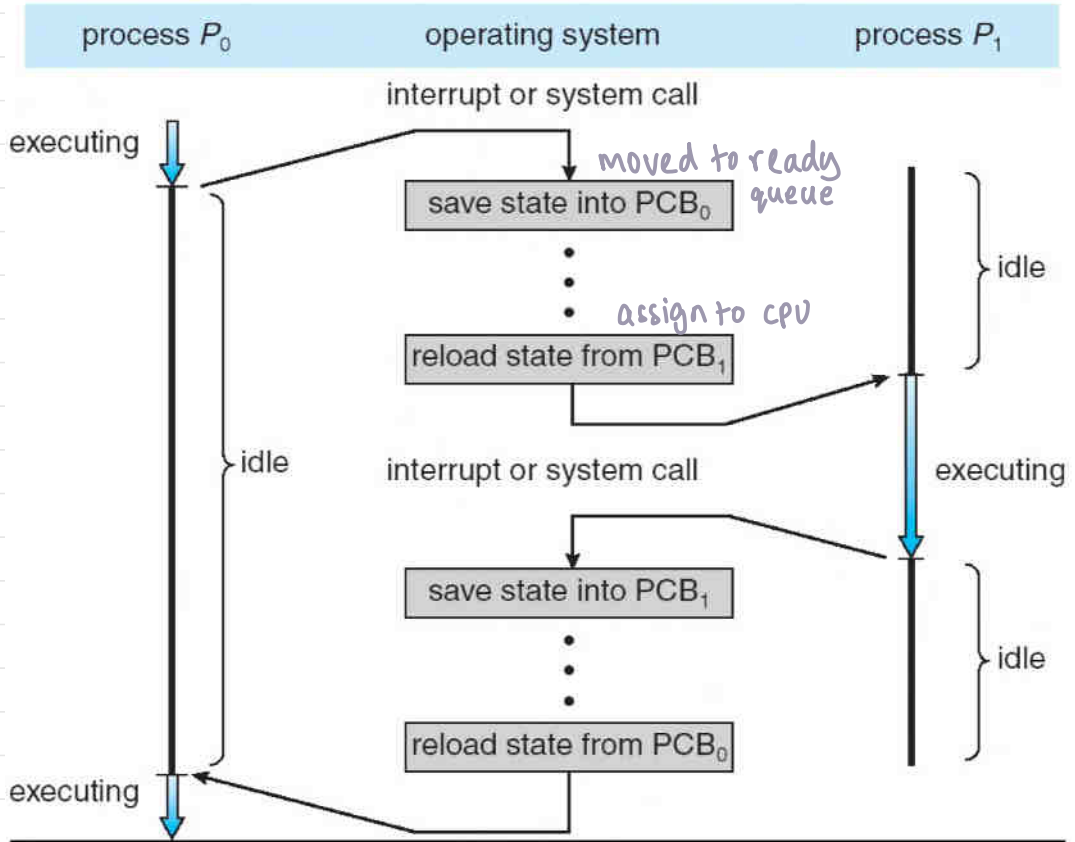 process P₀ operating system process P₁
interrupt or system call
executing
moved to ready
queue
save state into PCB₀
idle
assign to cpu
reload state from PCB₁
idle
interrupt or system call
executing
save state into PCB₁
idle
reload state from PCB₀
executing